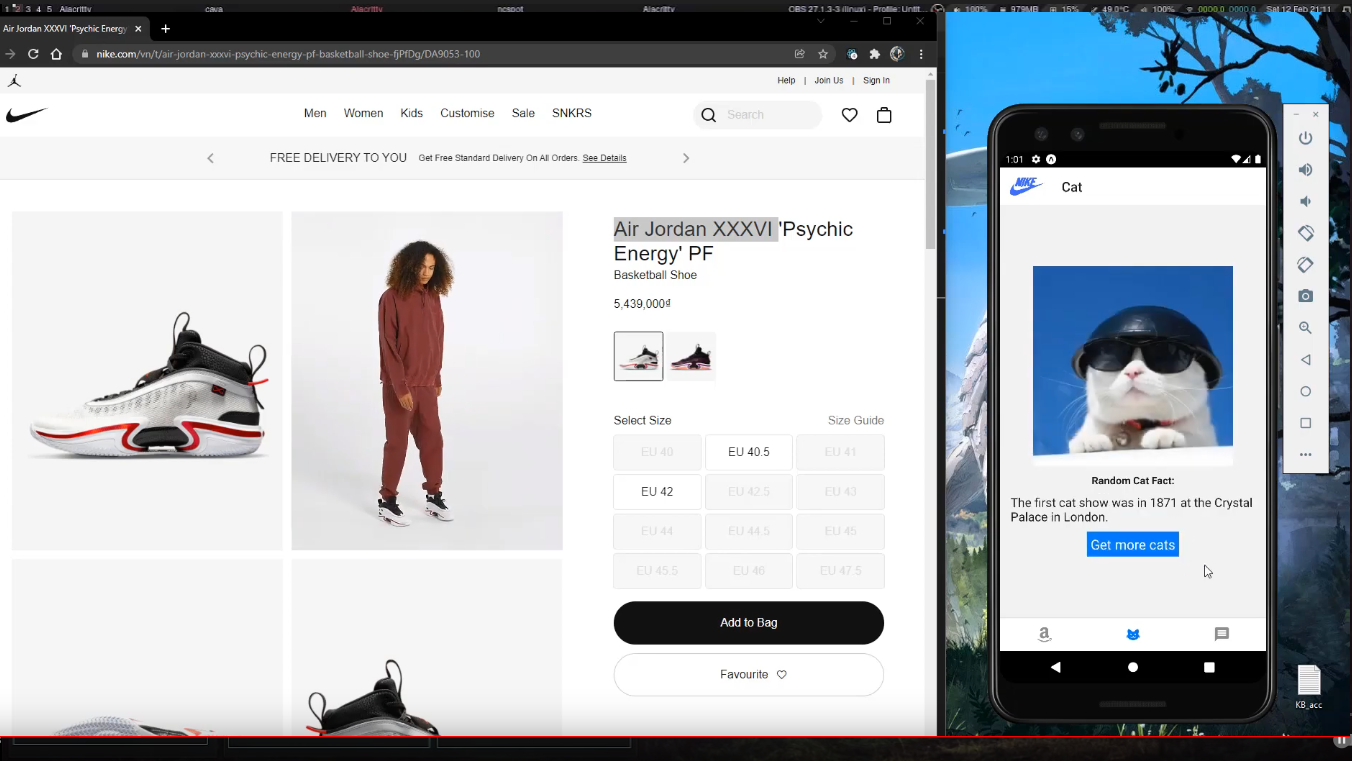 1 2 3 4 5 Alacritty cava Alacritty ncspot Alacritty OBS 27.1.3-3 (linux) - Profile: Untitl 100% 979MB 15% 49.0°C 100% 0000.0 0000.0 Sat 12 Feb 21:11
Air Jordan XXXVI 'Psychic Energy
nike.com/vn/t/air-jordan-xxxvi-psychic-energy-pf-basketball-shoe-fjPfDg/DA9053-100
Help | Join Us | Sign In
Men Women Kids Customise Sale SNKRS
Search
FREE DELIVERY TO YOU Get Free Standard Delivery On All Orders. See Details
Air Jordan XXXVI 'Psychic
Energy' PF
Basketball Shoe
5,439,000₫
Select Size Size Guide
EU 40 EU 40.5 EU 41
EU 42 EU 42.5 EU 43
EU 44 EU 44.5 EU 45
EU 45.5 EU 46 EU 47.5
Add to Bag
Favourite
1:01
NIKE Cat
Random Cat Fact:
The first cat show was in 1871 at the Crystal
Palace in London.
Get more cats
KB_acc